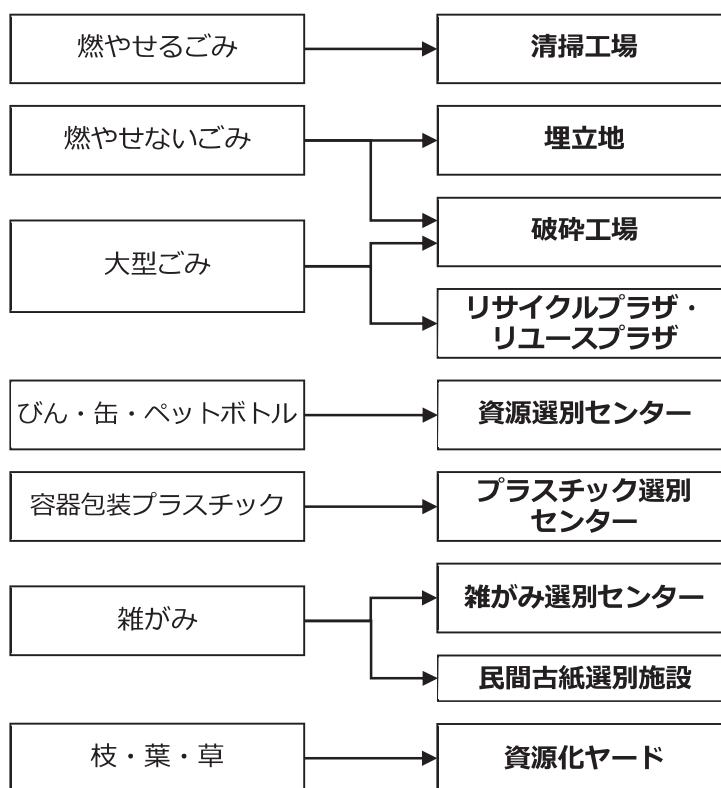 燃やせるごみ
清掃工場
燃やせないごみ
埋立地
大型ごみ
破砕工場
リサイクルプラザ・
リユースプラザ
びん・缶・ペットボトル
資源選別センター
容器包装プラスチック
プラスチック選別
センター
雑がみ
雑がみ選別センター
民間古紙選別施設
枝・葉・草
資源化ヤード